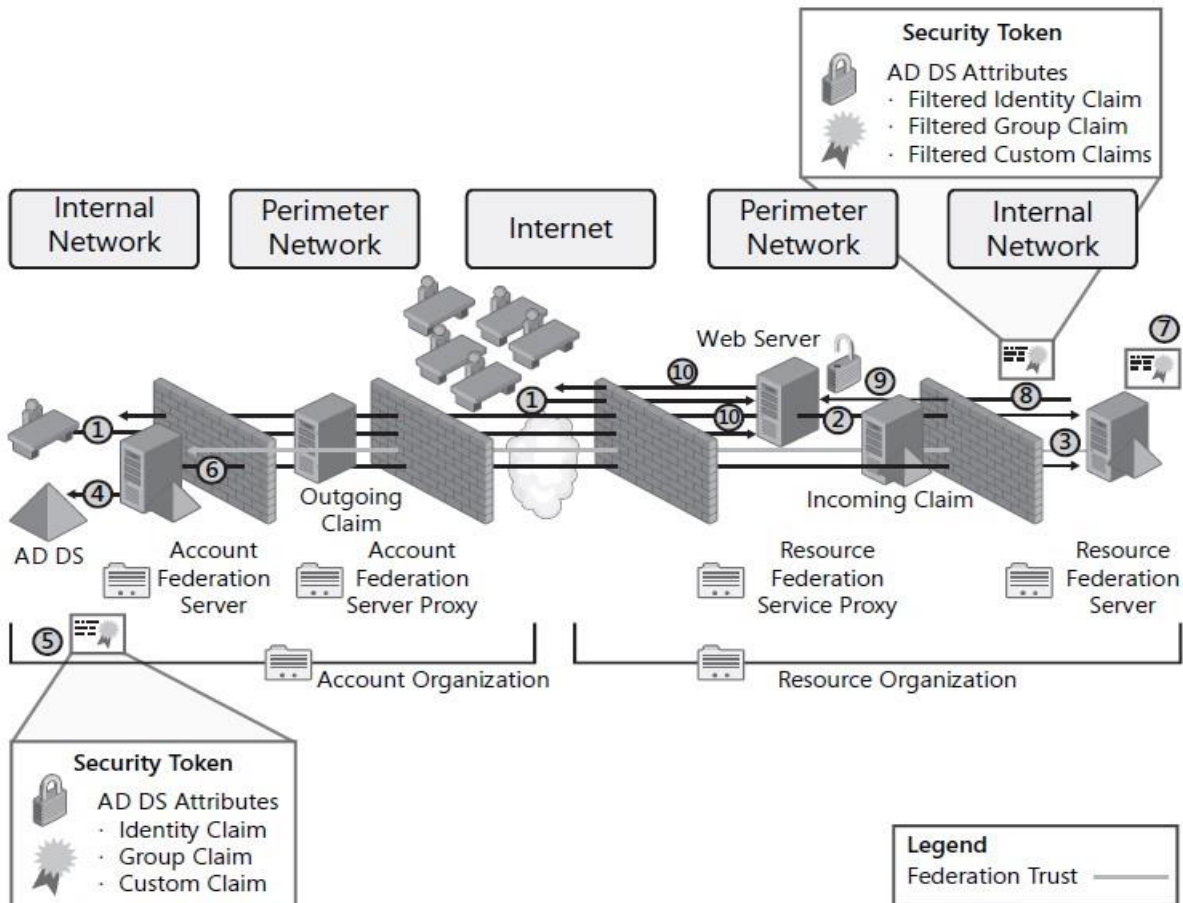 Security Token
AD DS Attributes
· Filtered Identity Claim
· Filtered Group Claim
· Filtered Custom Claims
Internal
Network
Perimeter
Network
Internet
Perimeter
Network
Internal
Network
Web Server
7
10
9
8
1
1
10
2
3
6
4
Outgoing
Claim
Incoming Claim
AD DS
Account
Federation
Server
Account
Federation
Server Proxy
Resource
Federation
Service Proxy
Resource
Federation
Server
5
Account Organization
Resource Organization
Security Token
AD DS Attributes
· Identity Claim
· Group Claim
· Custom Claim
Legend
Federation Trust